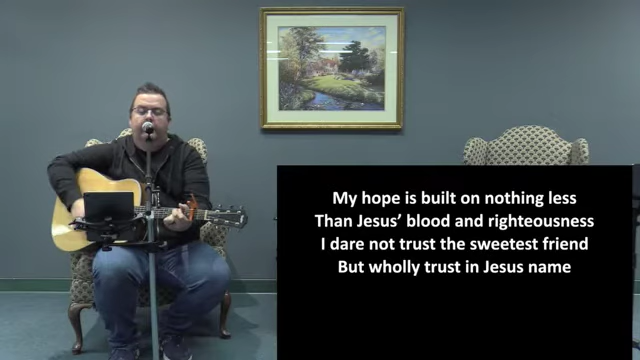 My hope is built on nothing less
Than Jesus’ blood and righteousness
I dare not trust the sweetest friend
But wholly trust in Jesus name